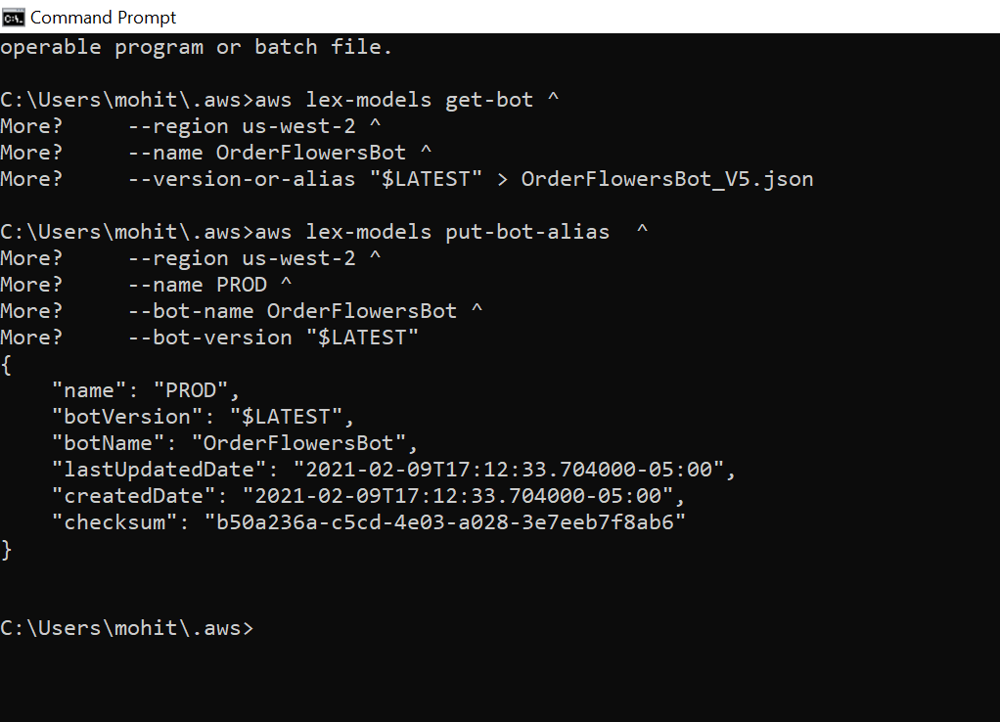 Command Prompt
operable program or batch file.
C:\Users\mohit\.aws>aws lex-models get-bot ^
More?     --region us-west-2 ^
More?     --name OrderFlowersBot ^
More?     --version-or-alias "$LATEST" > OrderFlowersBot_V5.json
C:\Users\mohit\.aws>aws lex-models put-bot-alias  ^
More?     --region us-west-2 ^
More?     --name PROD ^
More?     --bot-name OrderFlowersBot ^
More?     --bot-version "$LATEST"
{
    "name": "PROD",
    "botVersion": "$LATEST",
    "botName": "OrderFlowersBot",
    "lastUpdatedDate": "2021-02-09T17:12:33.704000-05:00",
    "createdDate": "2021-02-09T17:12:33.704000-05:00",
    "checksum": "b50a236a-c5cd-4e03-a028-3e7eeb7f8ab6"
}
C:\Users\mohit\.aws>